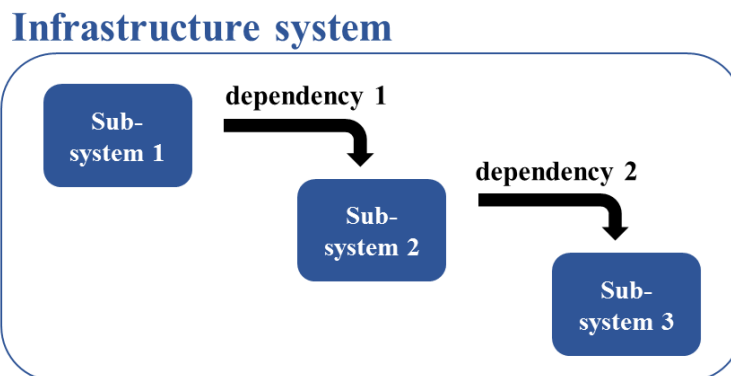 Infrastructure system
Sub-
system 1
dependency 1
Sub-
system 2
dependency 2
Sub-
system 3